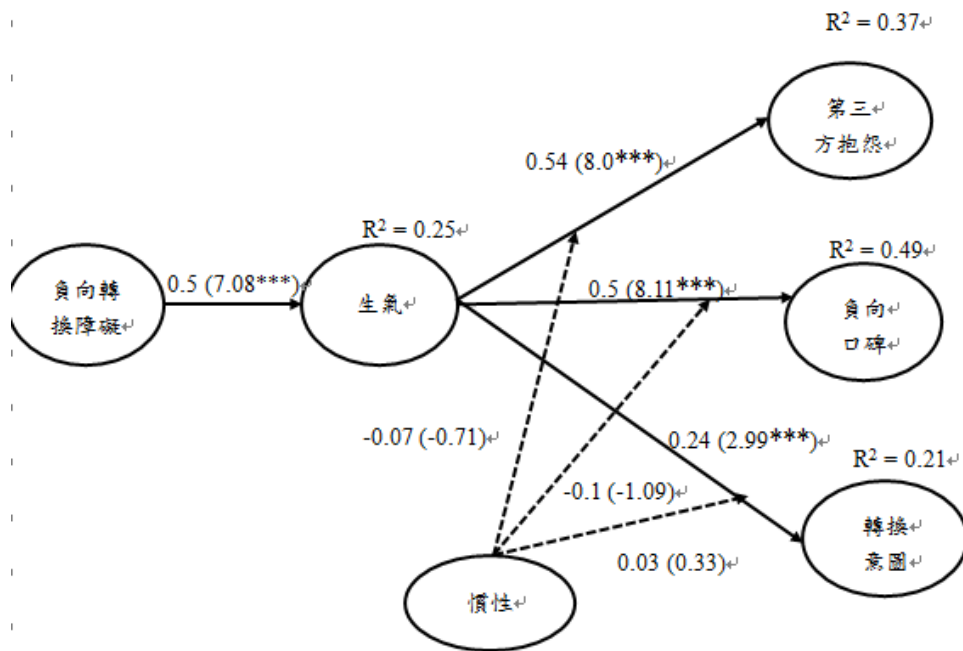 R² = 0.37
第三
方抱怨
0.54 (8.0***)
R² = 0.25
R² = 0.49
負向轉
換障礙
0.5 (7.08***)
生氣
0.5 (8.11***)
負向
口碑
-0.07 (-0.71)
0.24 (2.99***)
R² = 0.21
-0.1 (-1.09)
轉換
意圖
0.03 (0.33)
慣性